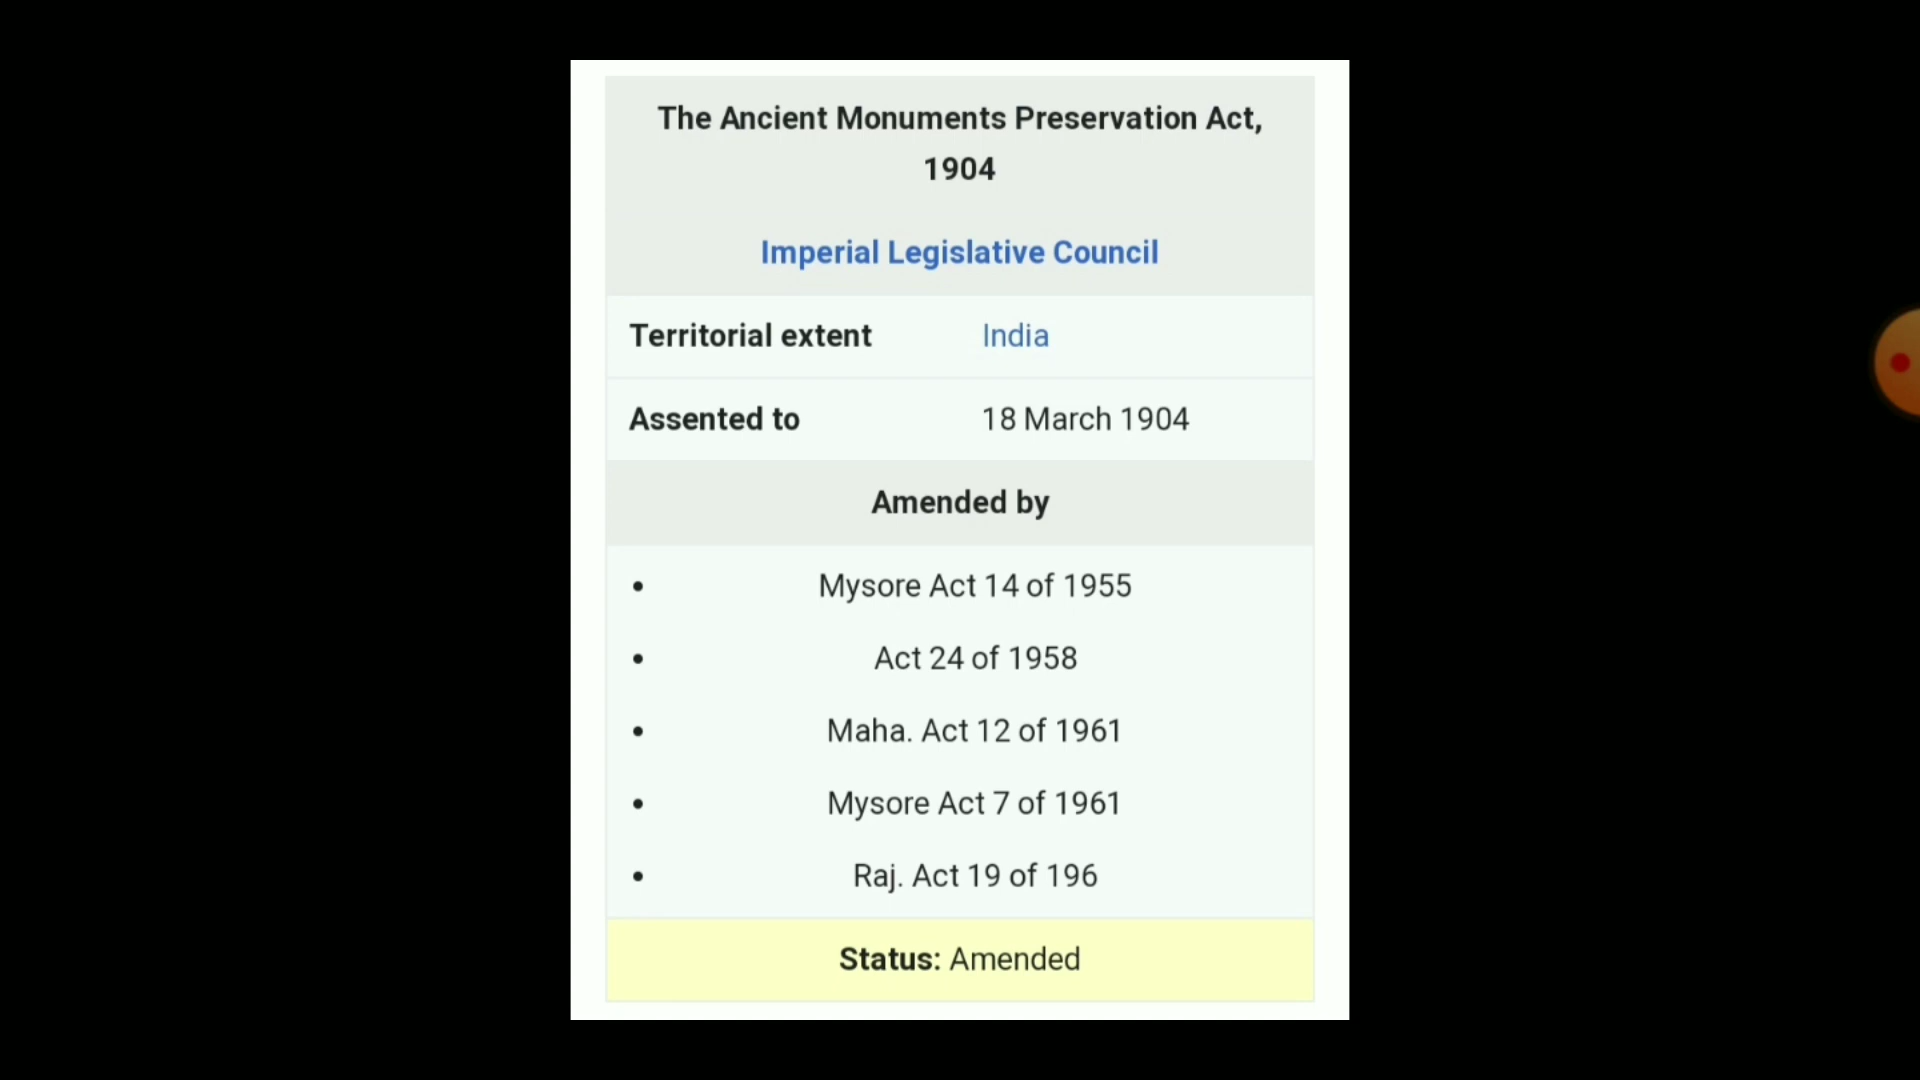 The Ancient Monuments Preservation Act,
1904
Imperial Legislative Council
Territorial extent India
Assented to 18 March 1904
Amended by
• Mysore Act 14 of 1955
• Act 24 of 1958
• Maha. Act 12 of 1961
• Mysore Act 7 of 1961
• Raj. Act 19 of 196
Status: Amended